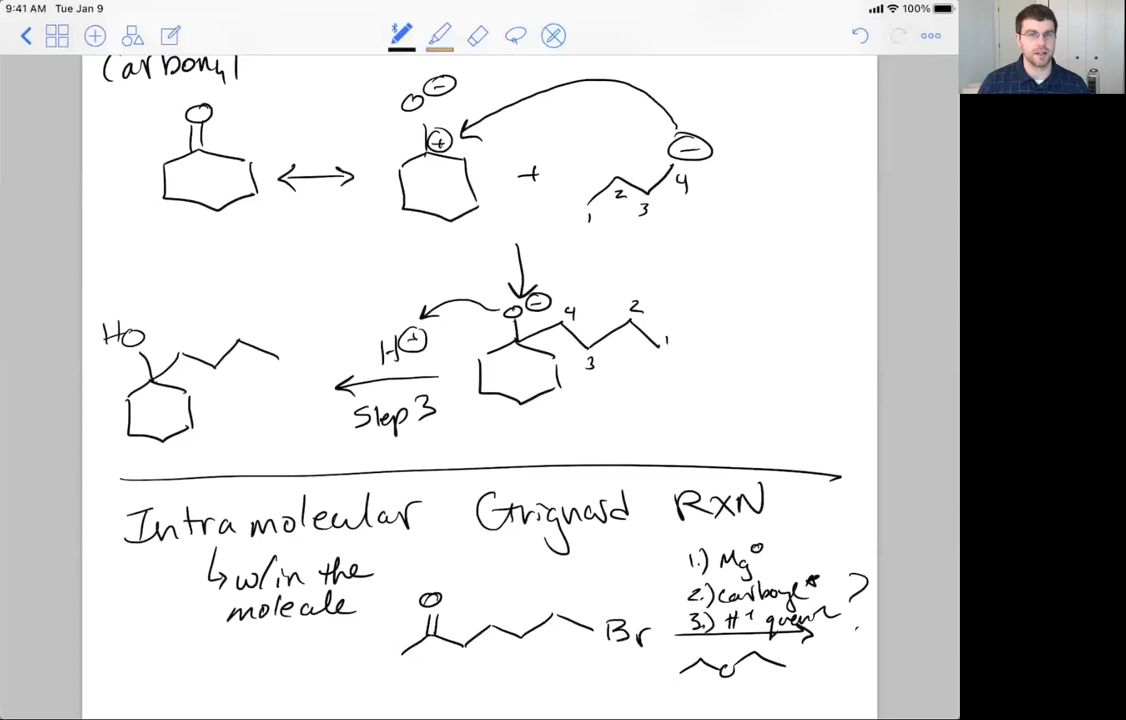 9:41 AM Tue Jan 9
100%
Carbonyl
O
O −
+
−
+
1 2 3 4
O −
4 2
3 1
HO
H +
Step 3
Intramolecular Grignard RXN
↳ w/in the
molecule
1.) Mg°
2.) carbonyl*
3.) H+ quench
?
O
Br
O